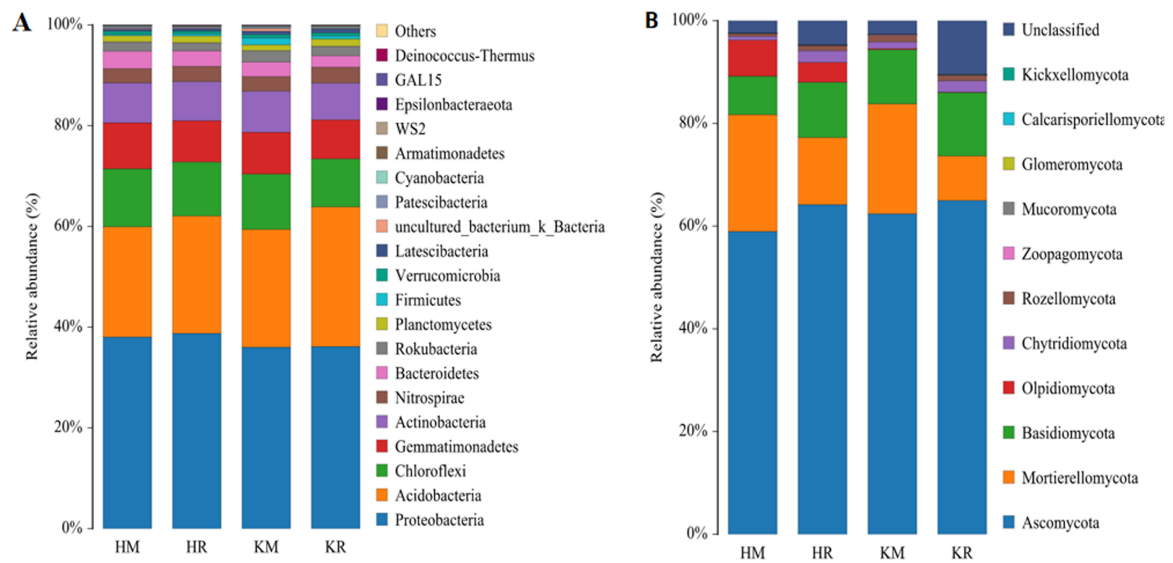 A
Relative abundance (%)
100%
80%
60%
40%
20%
0%
HM HR KM KR
Others
Deinococcus-Thermus
GAL15
Epsilonbacteraeota
WS2
Armatimonadetes
Cyanobacteria
Patescibacteria
uncultured_bacterium_k_Bacteria
Latescibacteria
Verrucomicrobia
Firmicutes
Planctomycetes
Rokubacteria
Bacteroidetes
Nitrospirae
Actinobacteria
Gemmatimonadetes
Chloroflexi
Acidobacteria
Proteobacteria
B
Relative abundance (%)
100%
80%
60%
40%
20%
0%
HM HR KM KR
Unclassified
Kickxellomycota
Calcarisporiellomycota
Glomeromycota
Mucoromycota
Zoopagomycota
Rozellomycota
Chytridiomycota
Olpidiomycota
Basidiomycota
Mortierellomycota
Ascomycota